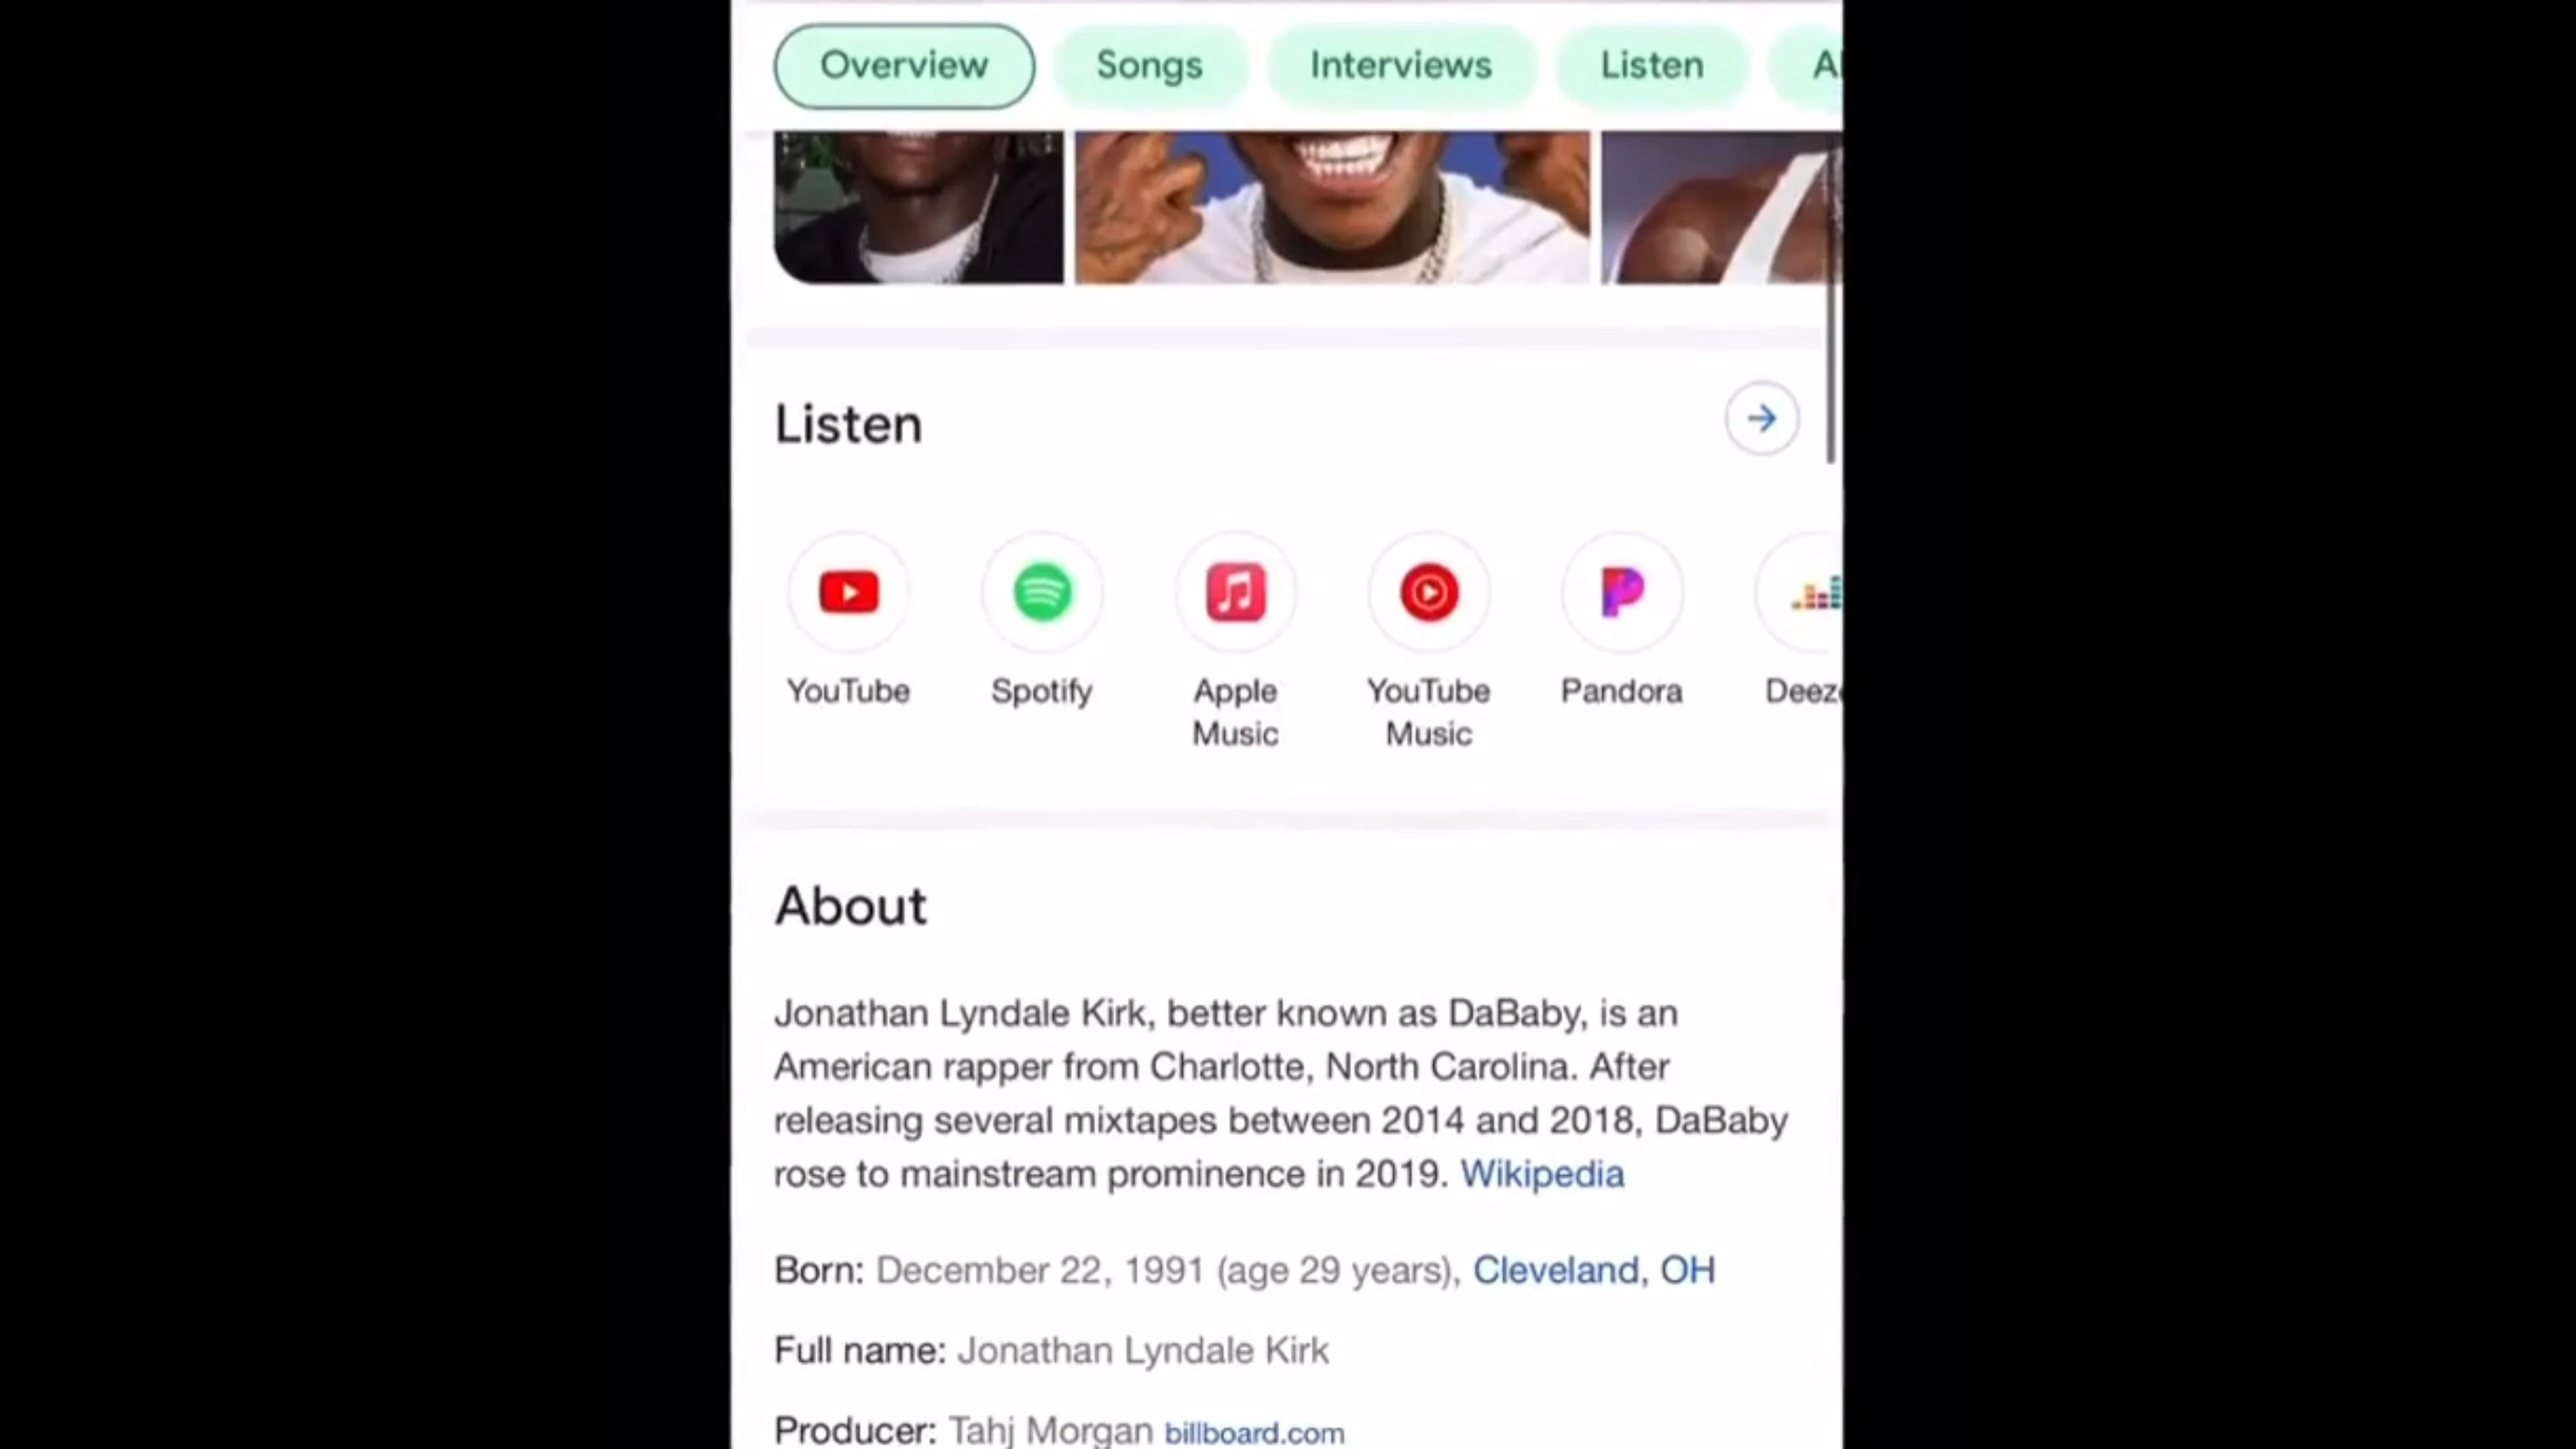 Overview Songs Interviews Listen
Listen
YouTube Spotify Apple Music YouTube Music Pandora
About
Jonathan Lyndale Kirk, better known as DaBaby, is an
American rapper from Charlotte, North Carolina. After
releasing several mixtapes between 2014 and 2018, DaBaby
rose to mainstream prominence in 2019. Wikipedia
Born: December 22, 1991 (age 29 years), Cleveland, OH
Full name: Jonathan Lyndale Kirk
Producer: Tahj Morgan billboard.com